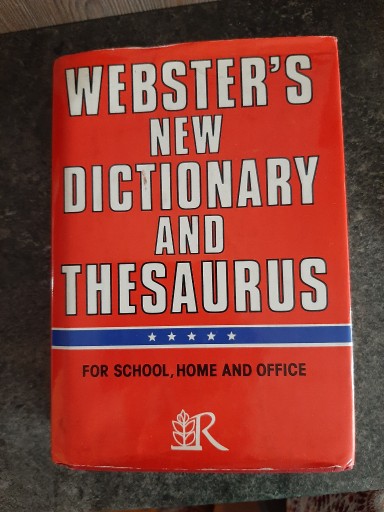 WEBSTER'S
NEW
DICTIONARY
AND
THESAURUS
FOR SCHOOL, HOME AND OFFICE
R